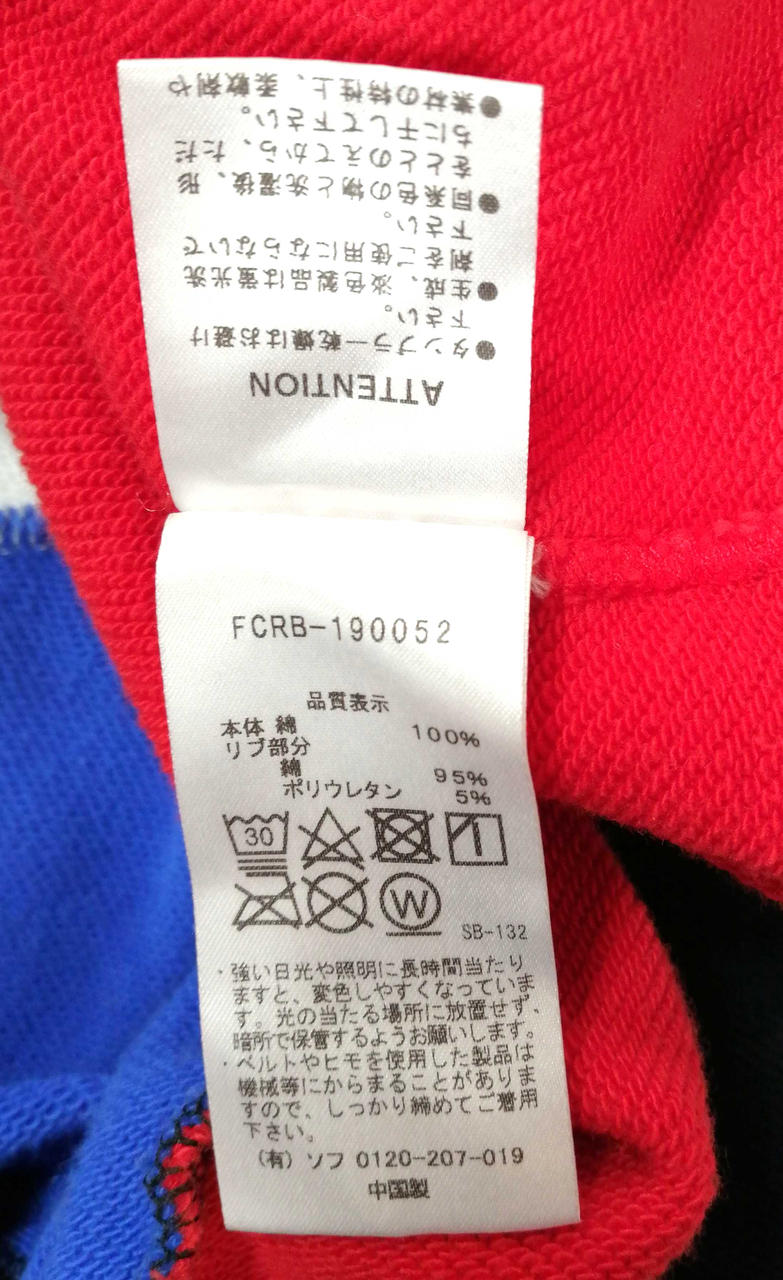 ATTENTION
●タンブラー乾燥はお避け
下さい。
●生成、淡色製品は蛍光洗
剤をご使用にならないで
下さい。
●同系色の物と洗濯後、形
をととのえてから、ただ
ちに干して下さい。
●素材の特性上、柔軟剤や
FCRB-190052
品質表示
本体 綿 100%
リブ部分
綿 95%
ポリウレタン 5%
30
W
SB-132
・強い日光や照明に長時間当たり
ますと、変色しやすくなっていま
す。光の当たる場所に放置せず、
暗所で保管するようお願いします。
・ベルトやヒモを使用した製品は
機械等にからまることがありま
すので、しっかり締めてご着用
下さい。
(有) ソフ 0120-207-019
中国製